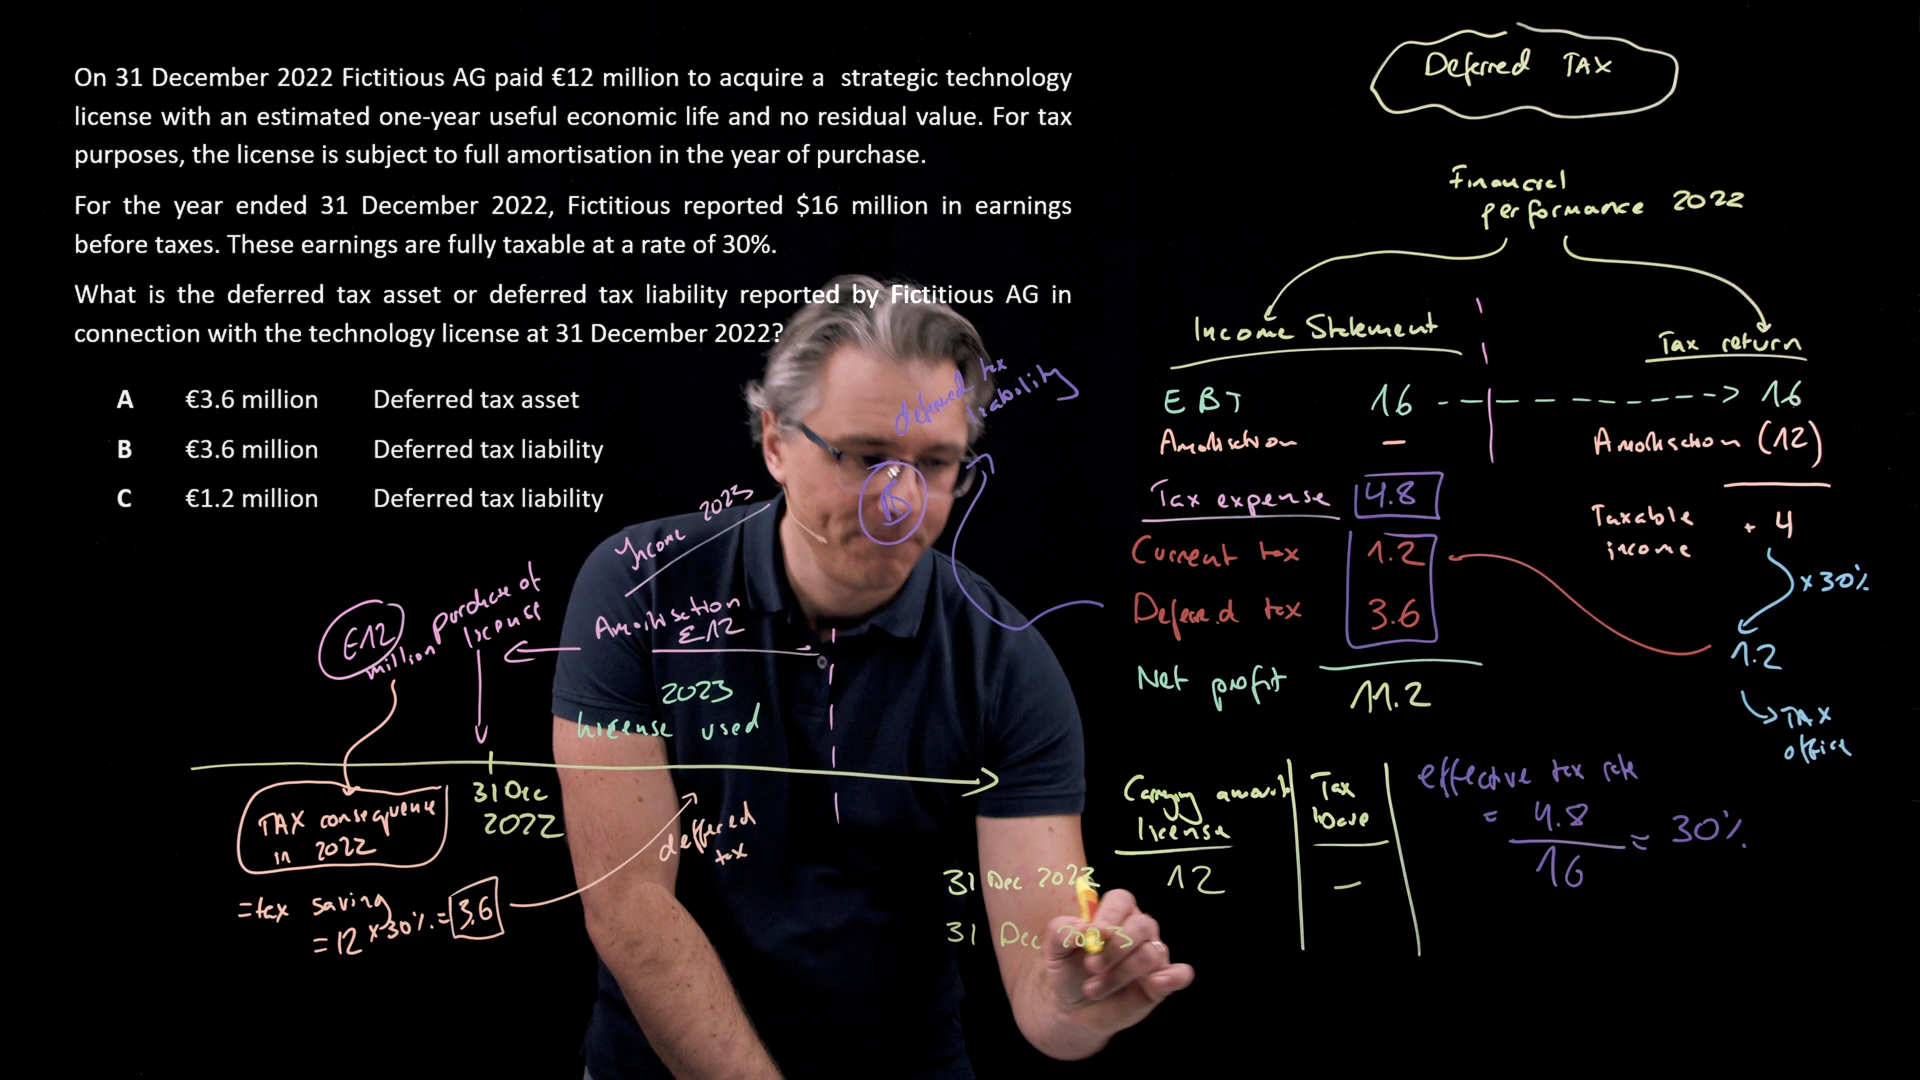 On 31 December 2022 Fictitious AG paid €12 million to acquire a strategic technology
license with an estimated one-year useful economic life and no residual value. For tax
purposes, the license is subject to full amortisation in the year of purchase.
For the year ended 31 December 2022, Fictitious reported $16 million in earnings
before taxes. These earnings are fully taxable at a rate of 30%.
What is the deferred tax asset or deferred tax liability reported by Fictitious AG in
connection with the technology license at 31 December 2022?
A €3.6 million Deferred tax asset
B €3.6 million Deferred tax liability
C €1.2 million Deferred tax liability
deferred tax
liability
B
Income 2023
€12
million
purchase of
license
Amortisation
€12
2023
license used
31 Dec
2022
TAX consequence
in 2022
= tax saving
= 12 x 30% = 3.6
deffered
tax
Deferred TAX
Financial
performance 2022
Income Statement
Tax return
EBT 16 16
Amortisation – Amortisation (12)
Tax expense 4.8
Taxable
income + 4
Current tax 1.2
x 30%
Deferred tax 3.6
1.2
Net profit 11.2
TAX
office
Carrying amount
license
Tax
base
31 Dec 2022 12 –
31 Dec 2023
effective tax rate
= 4.8
16
= 30%